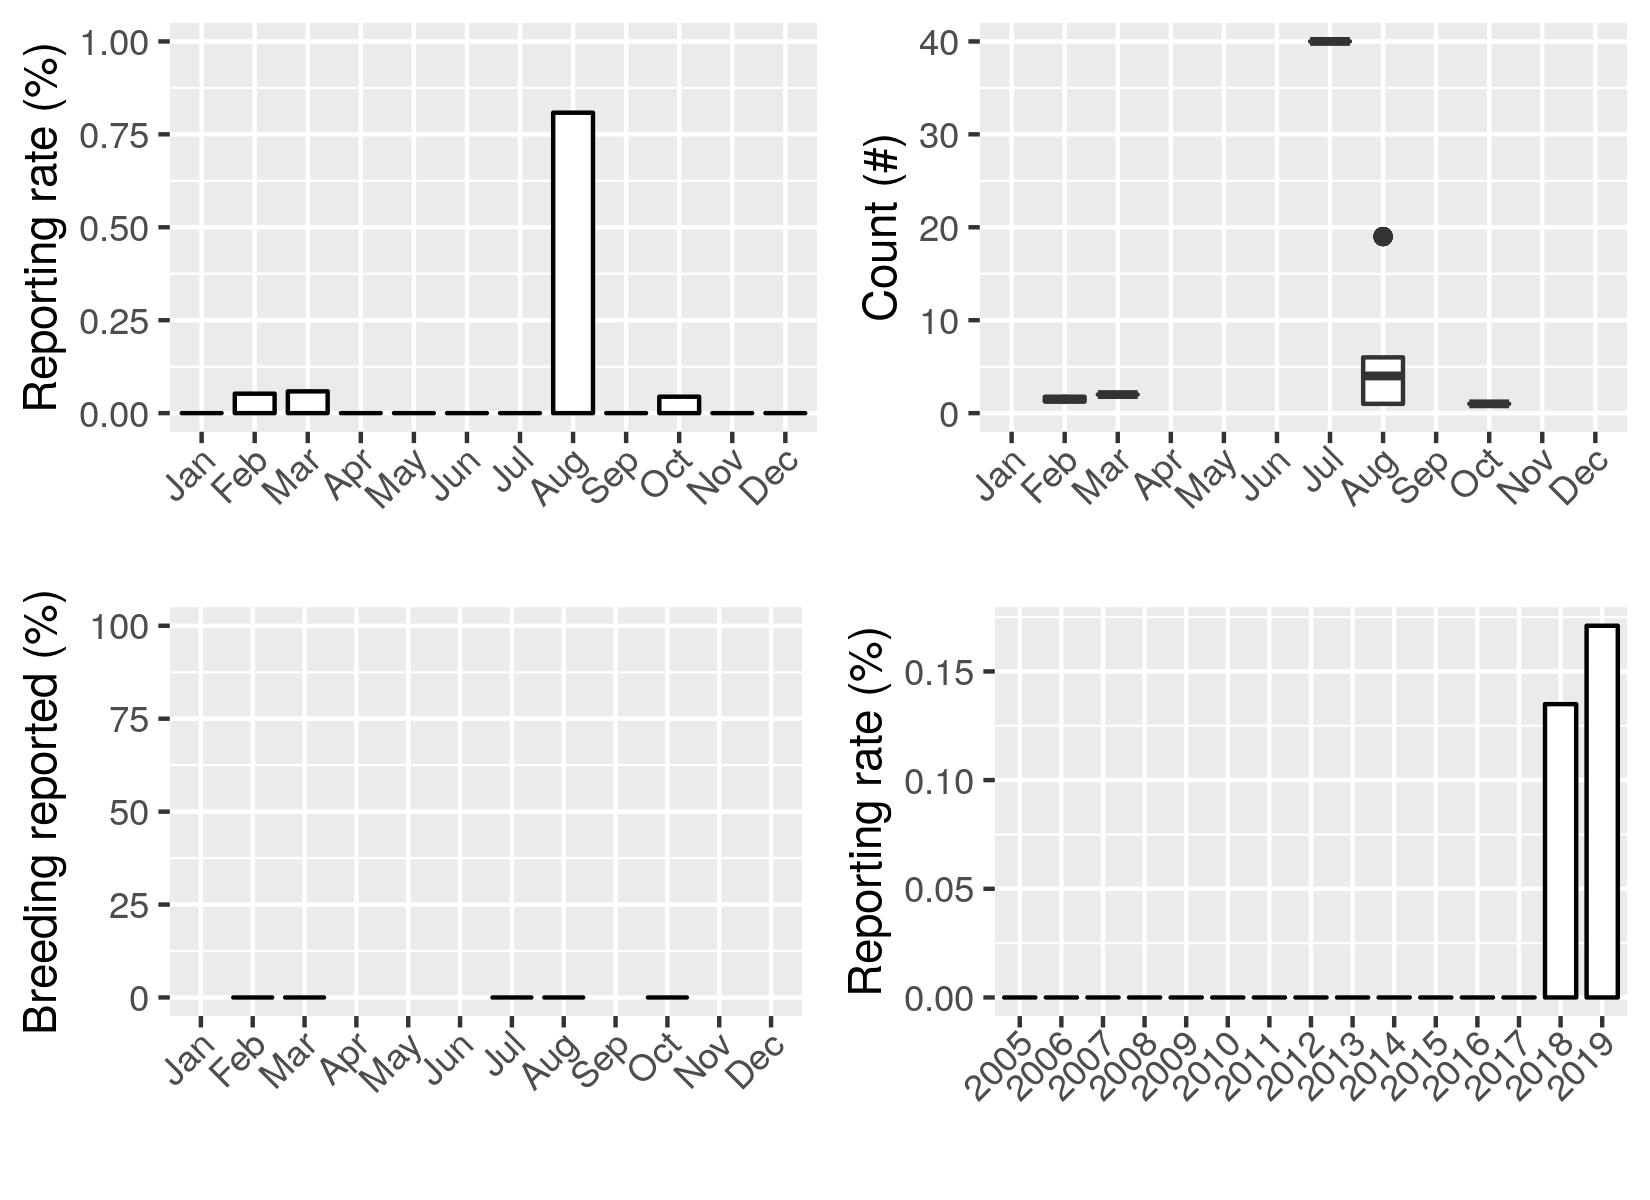 Reporting rate (%)
1.00
0.75
0.50
0.25
0.00
Jan Feb Mar Apr May Jun Jul Aug Sep Oct Nov Dec
Count (#)
40
30
20
10
0
Jan Feb Mar Apr May Jun Jul Aug Sep Oct Nov Dec
Breeding reported (%)
100
75
50
25
0
Jan Feb Mar Apr May Jun Jul Aug Sep Oct Nov Dec
Reporting rate (%)
0.15
0.10
0.05
0.00
2005 2006 2007 2008 2009 2010 2011 2012 2013 2014 2015 2016 2017 2018 2019